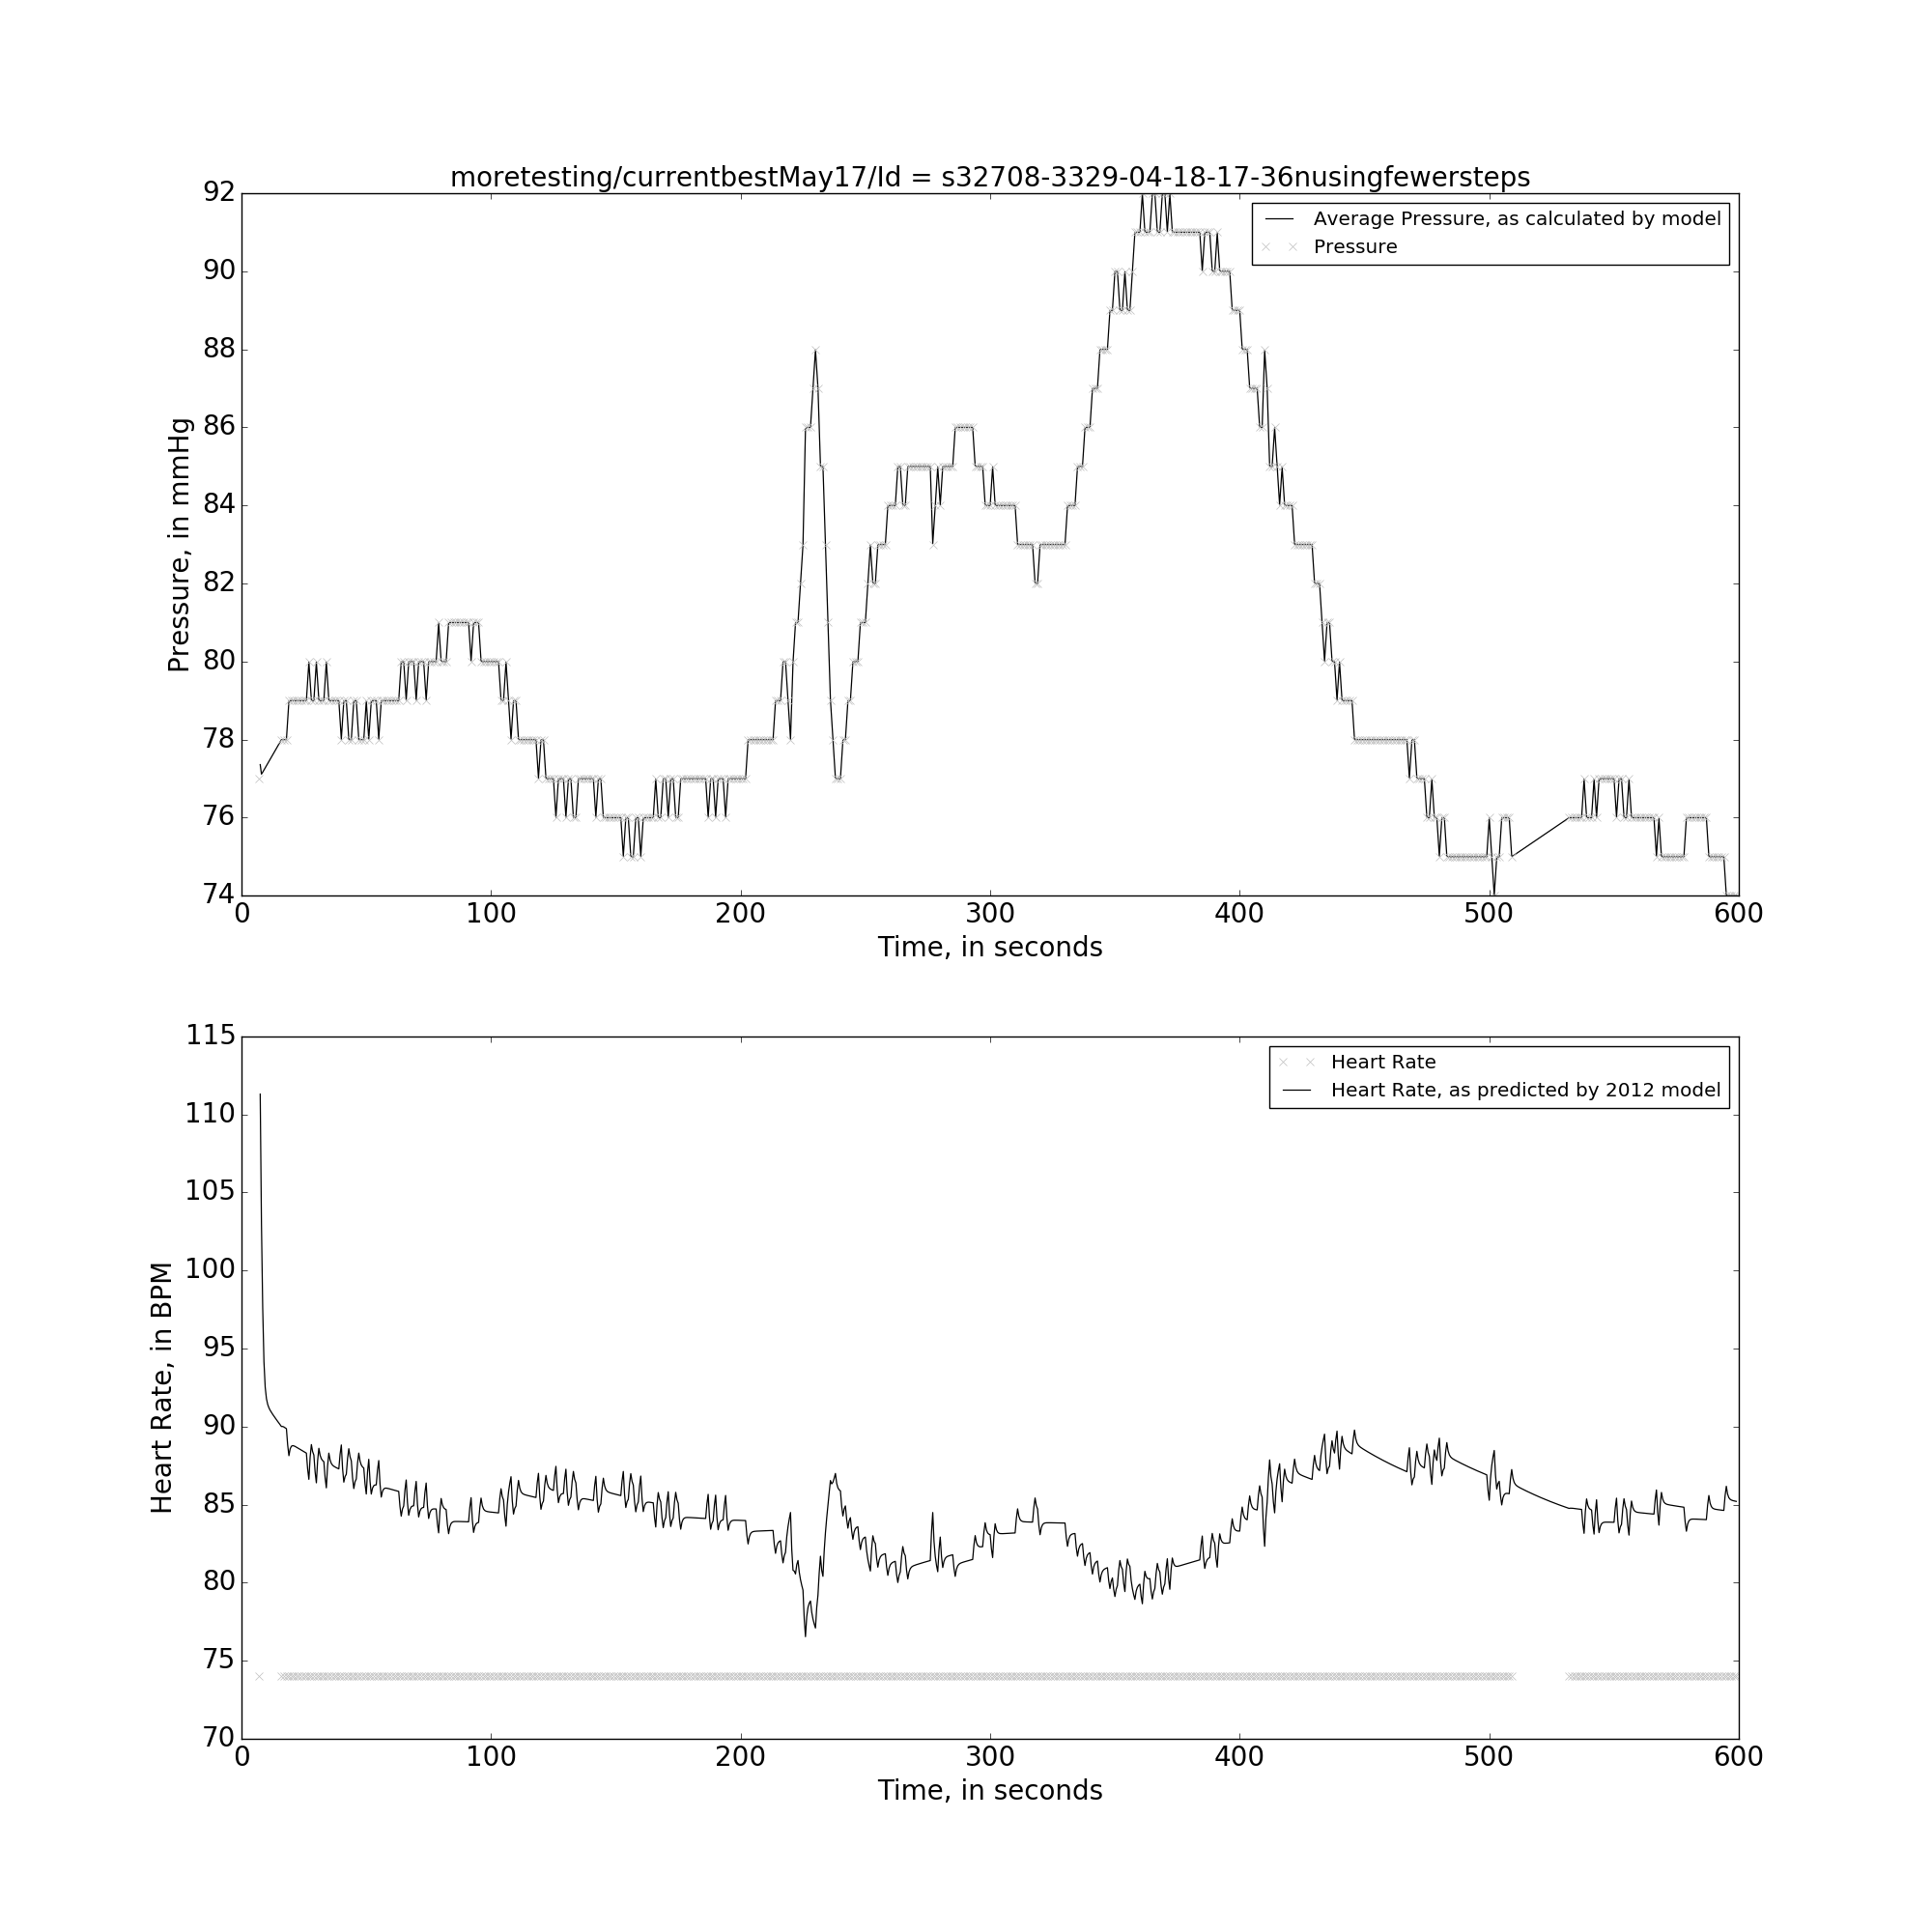 moretesting/currentbestMay17/Id = s32708-3329-04-18-17-36nusingfewersteps
92
90
88
86
84
82
80
78
76
74
Pressure, in mmHg
Average Pressure, as calculated by model
Pressure
0 100 200 300 400 500 600
Time, in seconds
115
110
105
100
95
90
85
80
75
70
Heart Rate, in BPM
Heart Rate
Heart Rate, as predicted by 2012 model
0 100 200 300 400 500 600
Time, in seconds